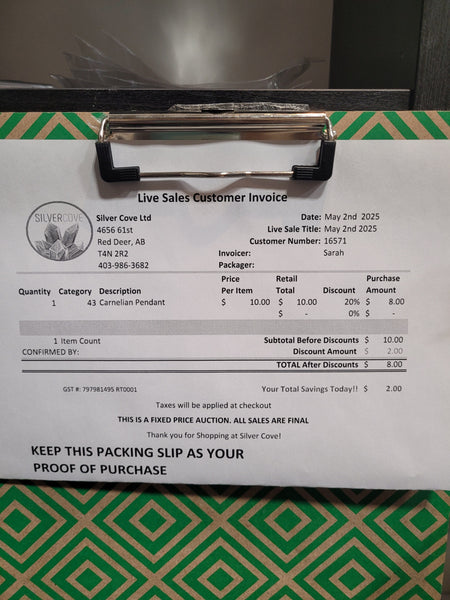 Live Sales Customer Invoice
SILVERCOVE
Silver Cove Ltd
4656 61st
Red Deer, AB
T4N 2R2
403-986-3682
Date: May 2nd 2025
Live Sale Title: May 2nd 2025
Customer Number: 16571
Invoicer: Sarah
Packager:
Quantity Category Description Price Per Item Retail Total Discount Purchase Amount
1 43 Carnelian Pendant $ 10.00 $ 10.00 20% $ 8.00
$ - 0% $ -
1 Item Count Subtotal Before Discounts $ 10.00
CONFIRMED BY: Discount Amount $ 2.00
TOTAL After Discounts $ 8.00
GST #: 797981495 RT0001 Your Total Savings Today!! $ 2.00
Taxes will be applied at checkout
THIS IS A FIXED PRICE AUCTION. ALL SALES ARE FINAL
Thank you for Shopping at Silver Cove!
KEEP THIS PACKING SLIP AS YOUR
PROOF OF PURCHASE